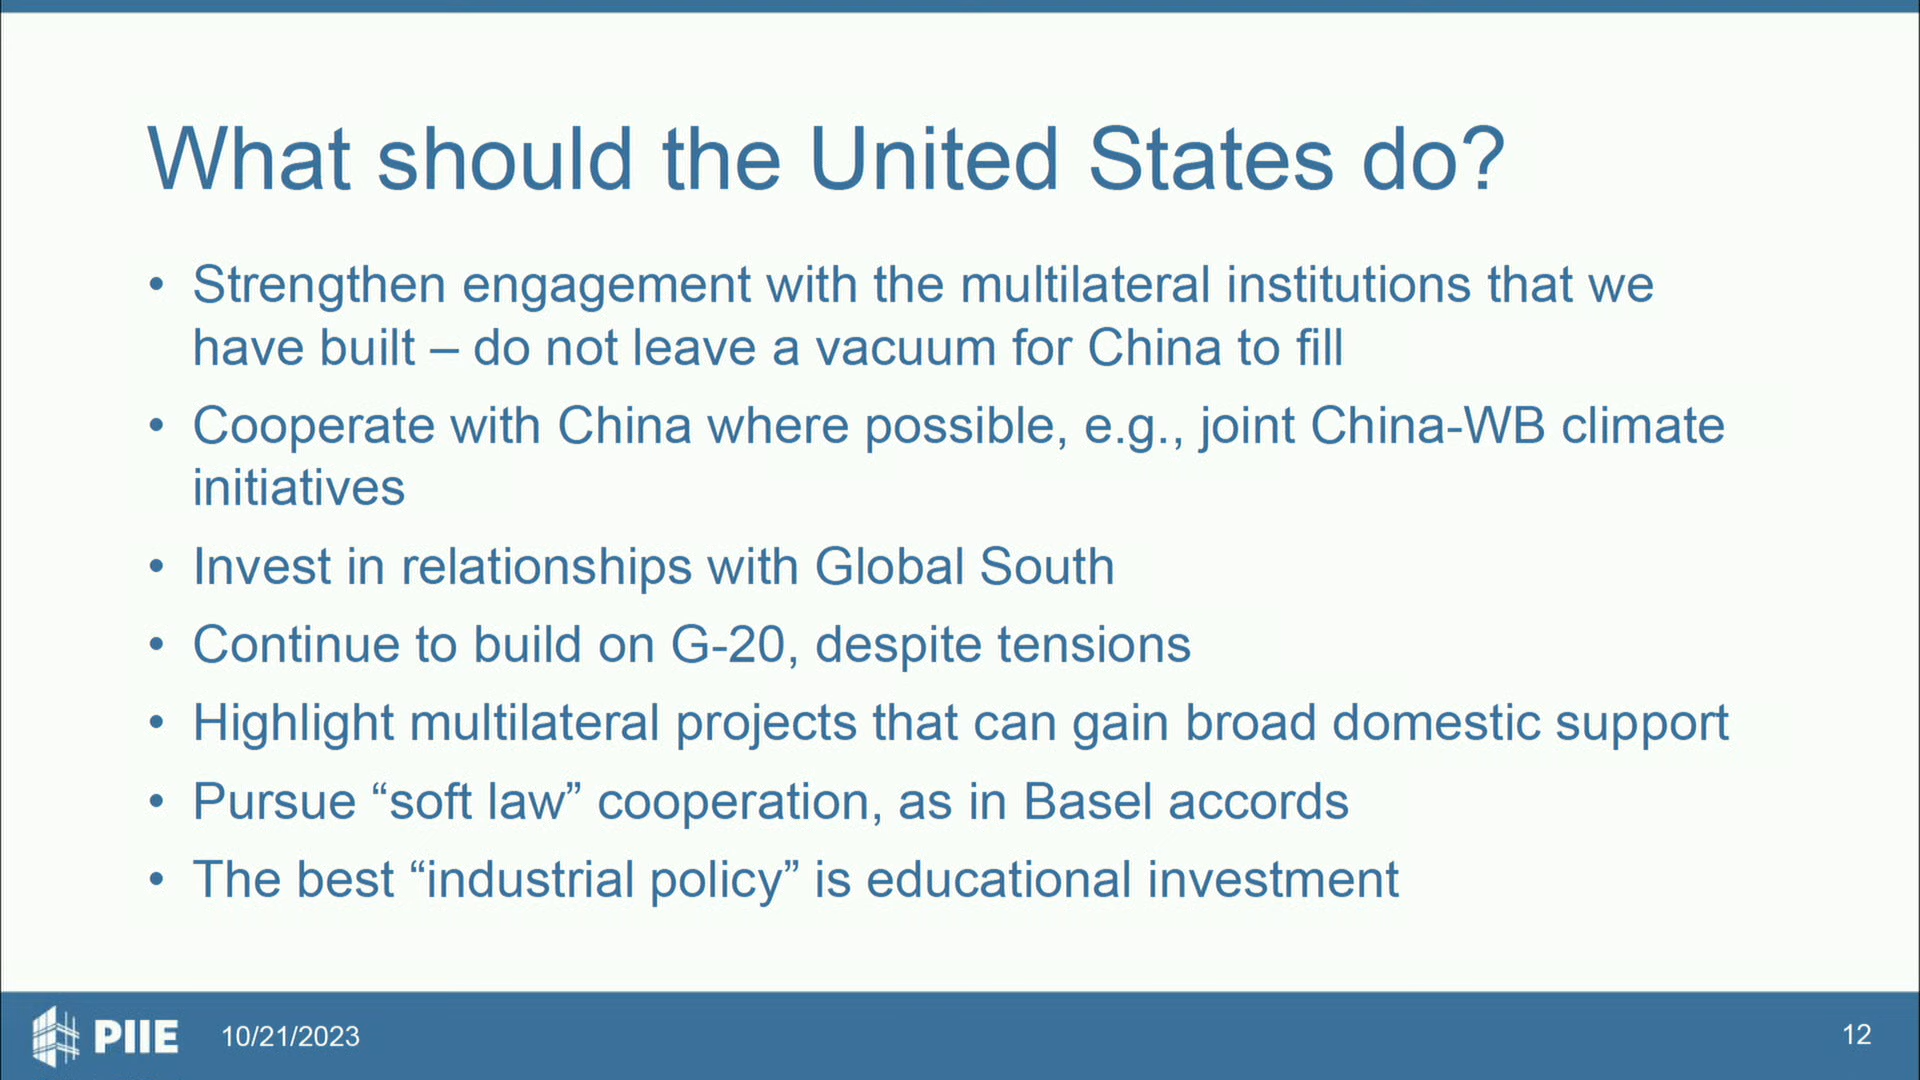 What should the United States do?
• Strengthen engagement with the multilateral institutions that we
have built – do not leave a vacuum for China to fill
• Cooperate with China where possible, e.g., joint China-WB climate
initiatives
• Invest in relationships with Global South
• Continue to build on G-20, despite tensions
• Highlight multilateral projects that can gain broad domestic support
• Pursue “soft law” cooperation, as in Basel accords
• The best “industrial policy” is educational investment
PIIE 10/21/2023 12